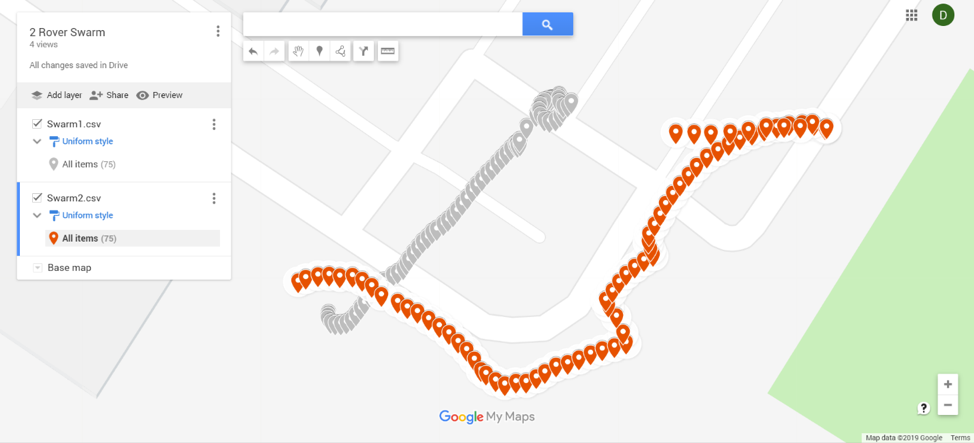 2 Rover Swarm
4 views
All changes saved in Drive
Add layer Share Preview
Swarm1.csv
Uniform style
All items (75)
Swarm2.csv
Uniform style
All items (75)
Base map
D
Google My Maps
?
Map data ©2019 Google Terms